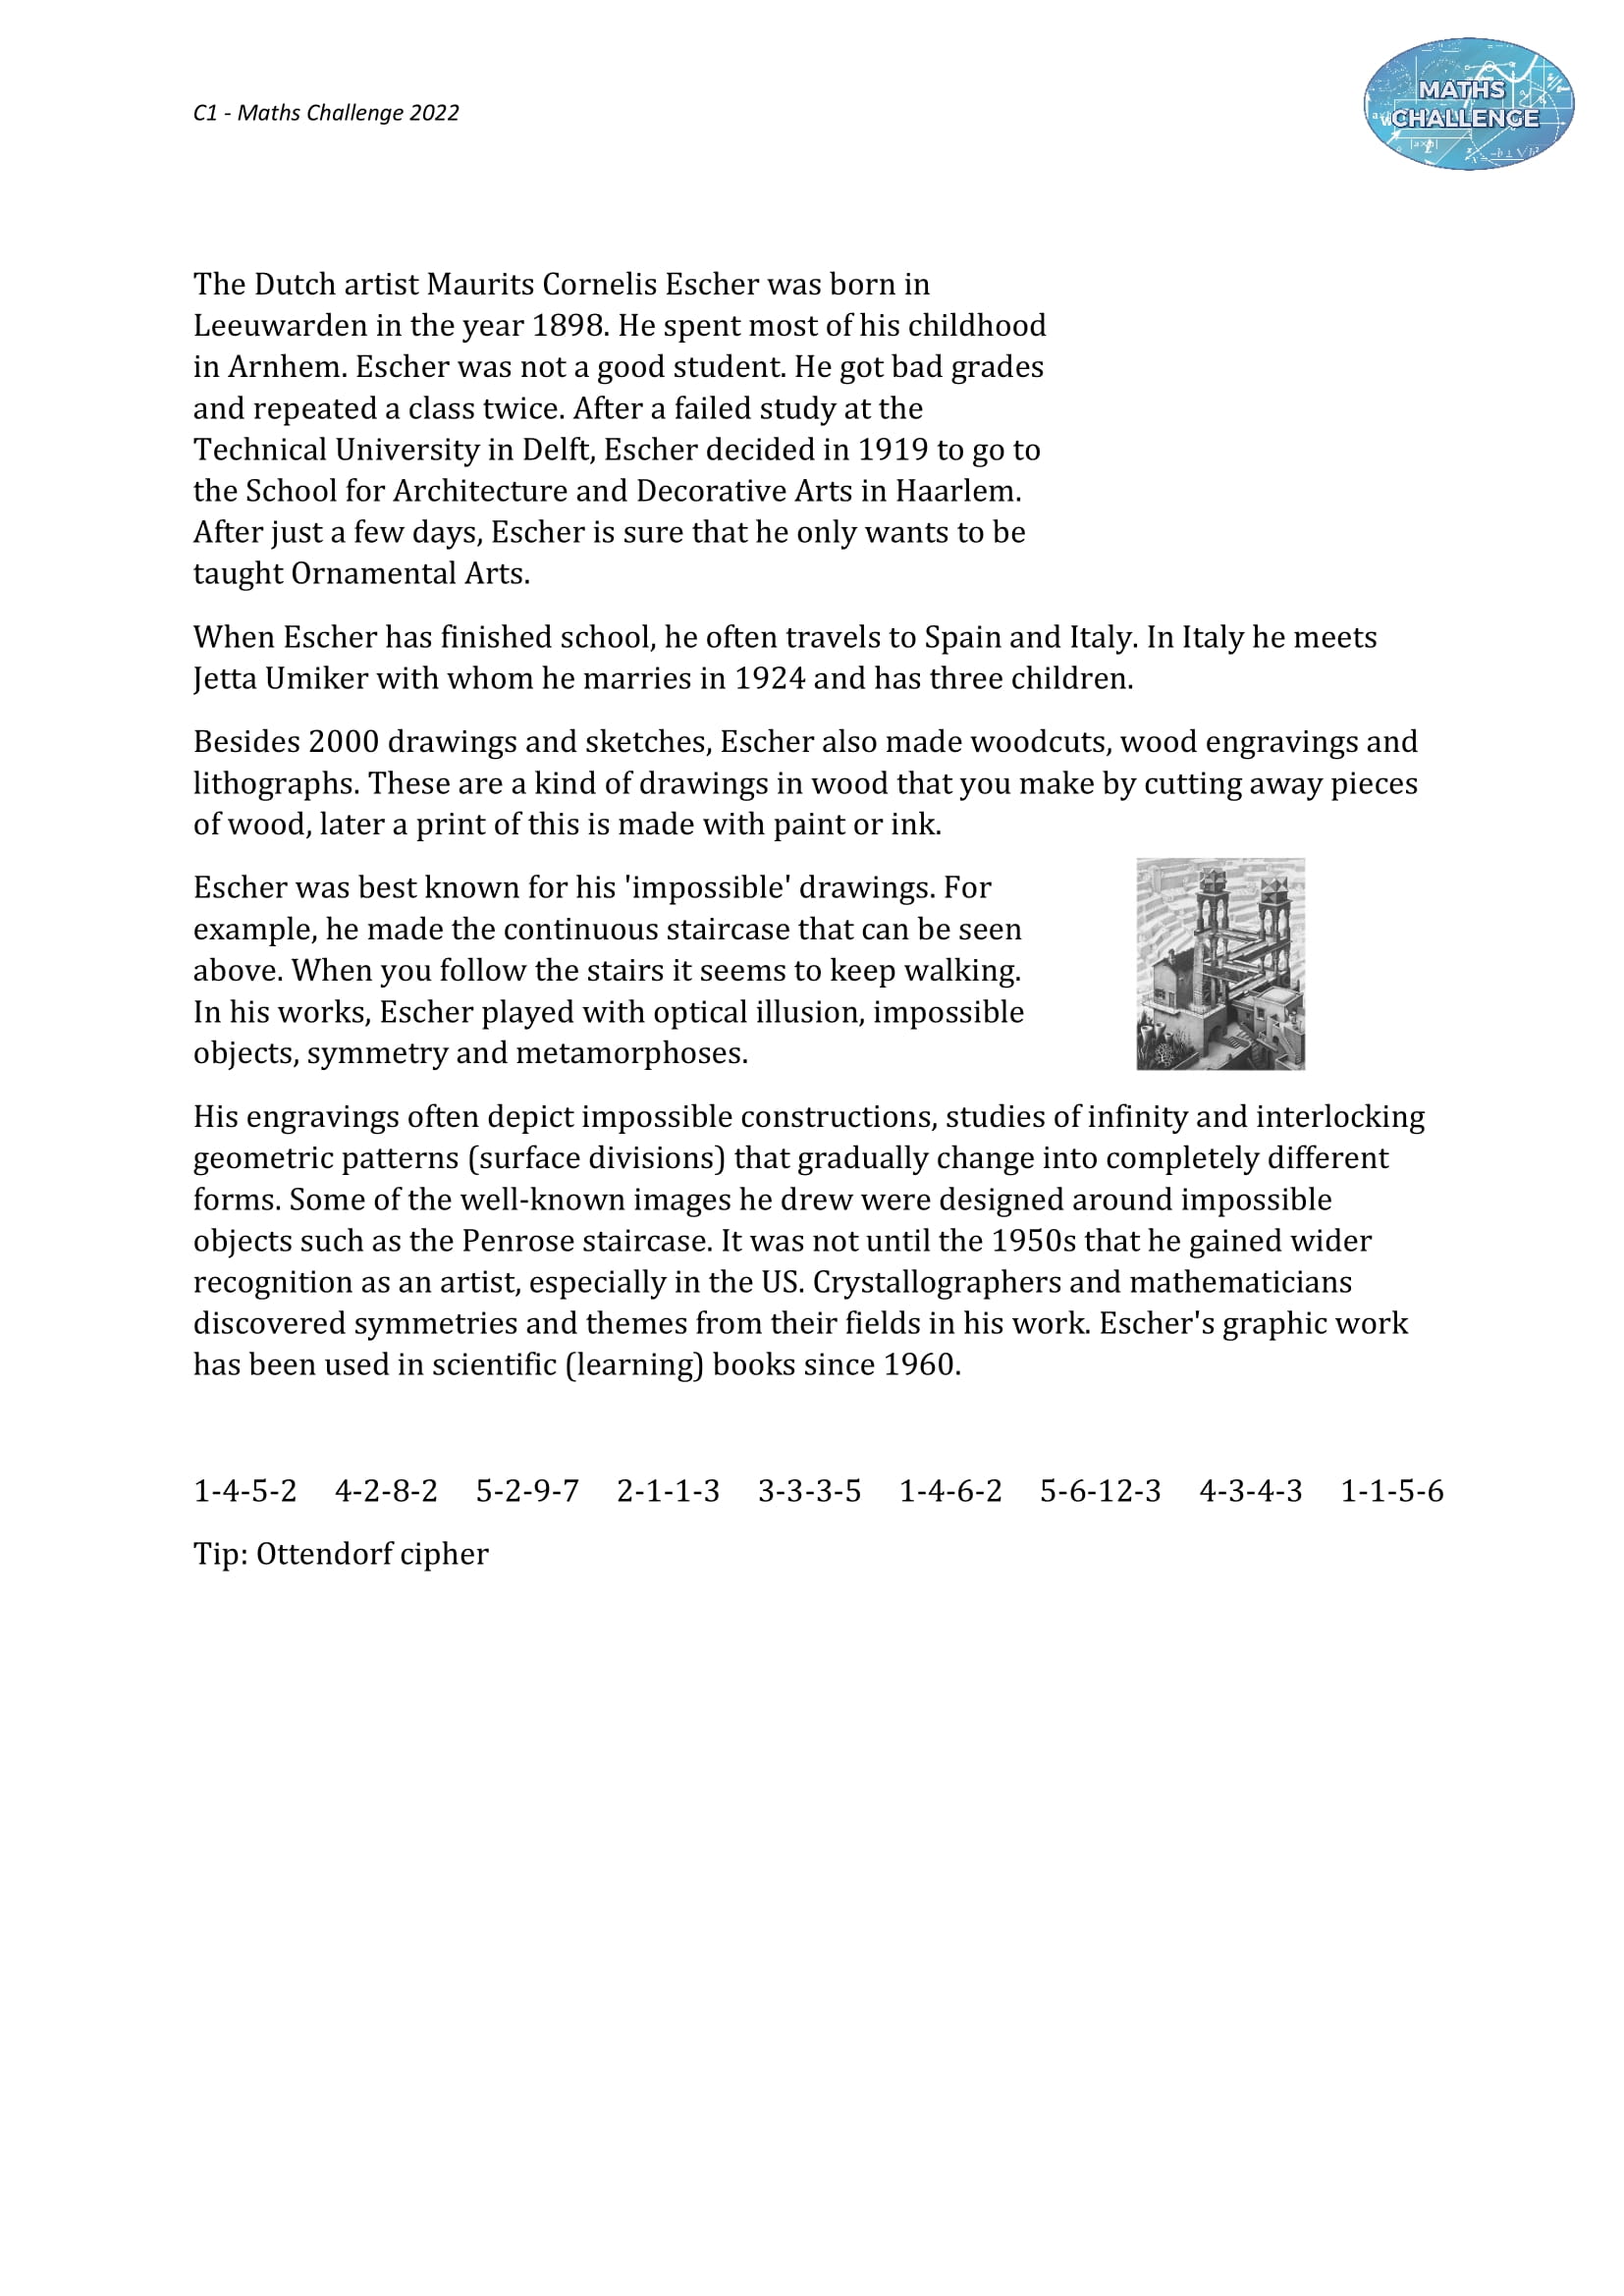 C1 - Maths Challenge 2022
MATHS
CHALLENGE
The Dutch artist Maurits Cornelis Escher was born in
Leeuwarden in the year 1898. He spent most of his childhood
in Arnhem. Escher was not a good student. He got bad grades
and repeated a class twice. After a failed study at the
Technical University in Delft, Escher decided in 1919 to go to
the School for Architecture and Decorative Arts in Haarlem.
After just a few days, Escher is sure that he only wants to be
taught Ornamental Arts.
When Escher has finished school, he often travels to Spain and Italy. In Italy he meets
Jetta Umiker with whom he marries in 1924 and has three children.
Besides 2000 drawings and sketches, Escher also made woodcuts, wood engravings and
lithographs. These are a kind of drawings in wood that you make by cutting away pieces
of wood, later a print of this is made with paint or ink.
Escher was best known for his 'impossible' drawings. For
example, he made the continuous staircase that can be seen
above. When you follow the stairs it seems to keep walking.
In his works, Escher played with optical illusion, impossible
objects, symmetry and metamorphoses.
His engravings often depict impossible constructions, studies of infinity and interlocking
geometric patterns (surface divisions) that gradually change into completely different
forms. Some of the well-known images he drew were designed around impossible
objects such as the Penrose staircase. It was not until the 1950s that he gained wider
recognition as an artist, especially in the US. Crystallographers and mathematicians
discovered symmetries and themes from their fields in his work. Escher's graphic work
has been used in scientific (learning) books since 1960.
1-4-5-2 4-2-8-2 5-2-9-7 2-1-1-3 3-3-3-5 1-4-6-2 5-6-12-3 4-3-4-3 1-1-5-6
Tip: Ottendorf cipher